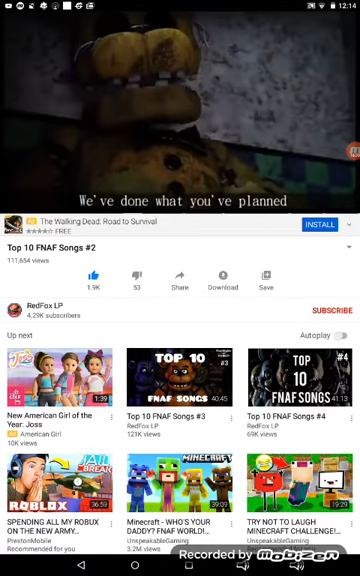 12:14
We've done what you've planned
Ad The Walking Dead: Road to Survival
FREE
INSTALL
Top 10 FNAF Songs #2
111,654 views
1.9K
53
Share
Download
Save
RedFox LP
4.29K subscribers
SUBSCRIBE
Up next
Autoplay
Joss
1:39
TOP 10
#3
FNAF SONGS
40:45
#4
TOP
10
FNAF SONGS
41:13
New American Girl of the
Year: Joss
Ad American Girl
10K views
Top 10 FNAF Songs #3
RedFox LP
121K views
Top 10 FNAF Songs #4
RedFox LP
69K views
JAIL
BREAK
ROBLOX
36:59
MINECRAFT
39:09
19:29
SPENDING ALL MY ROBUX
ON THE NEW ARMY...
PrestonMobile
Recommended for you
Minecraft - WHO'S YOUR
DADDY? FNAF WORLD!...
UnspeakableGaming
3.2M views
TRY NOT TO LAUGH
MINECRAFT CHALLENGE!...
UnspeakableGaming
Recorded by Mobizen